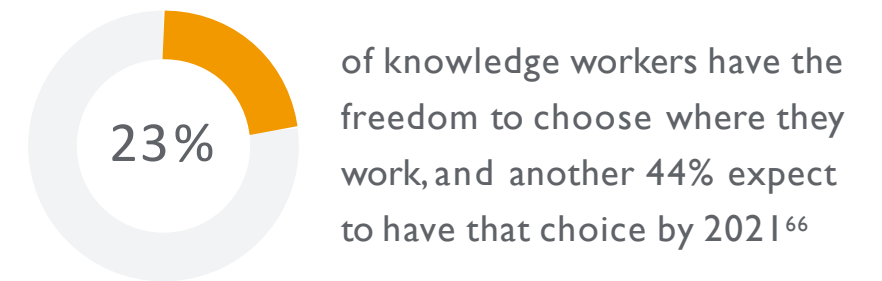 23%
of knowledge workers have the
freedom to choose where they
work, and another 44% expect
to have that choice by 2021⁶⁶